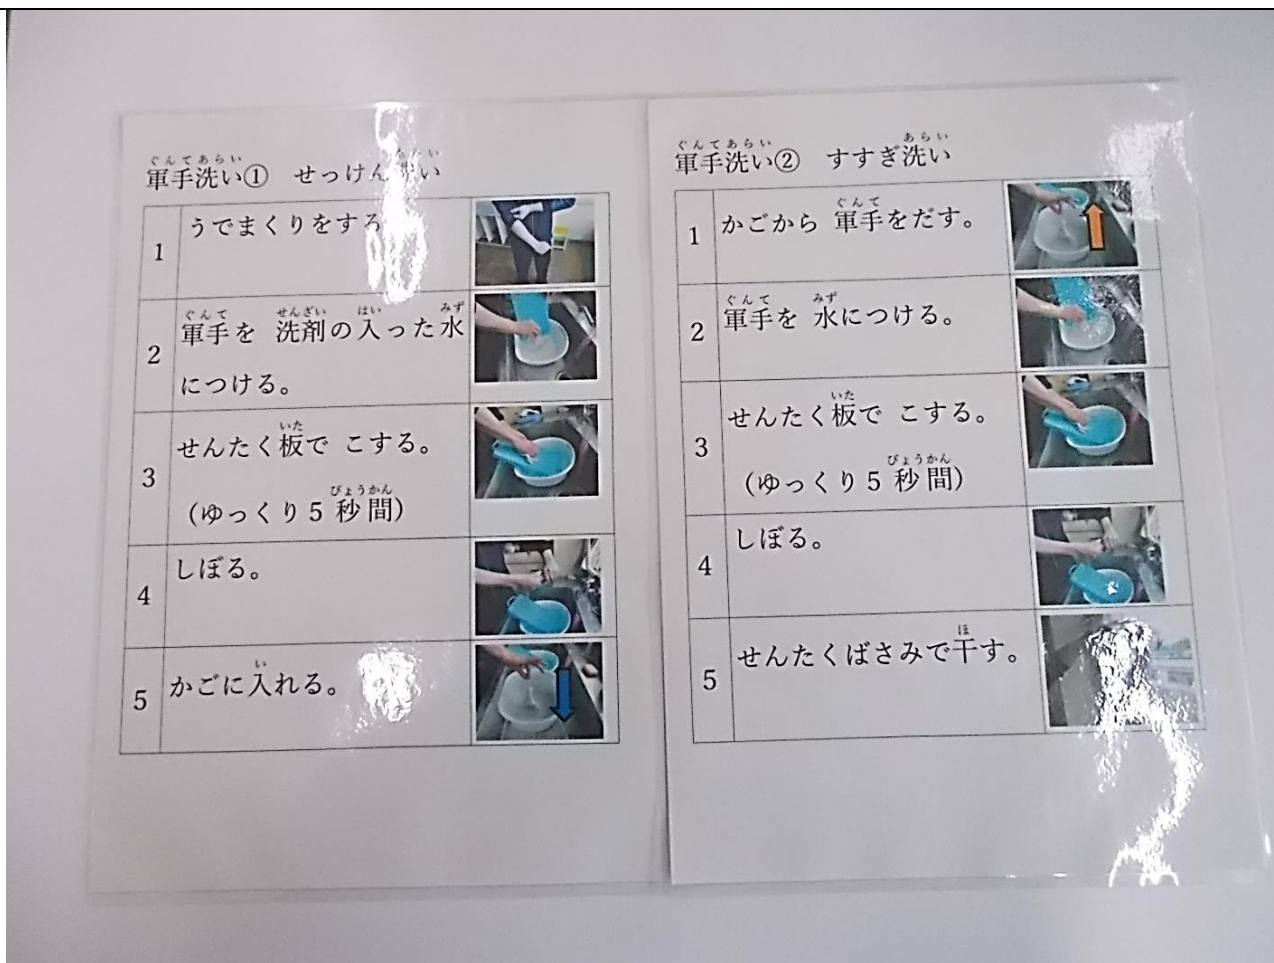 軍手洗い① せっけん洗い
1 うでまくりをする
2 軍手を 洗剤の入った水
につける。
3 せんたく板で こする。
（ゆっくり５秒間）
4 しぼる。
5 かごに入れる。
軍手洗い② すすぎ洗い
1 かごから 軍手をだす。
2 軍手を 水につける。
3 せんたく板で こする。
（ゆっくり５秒間）
4 しぼる。
5 せんたくばさみで干す。